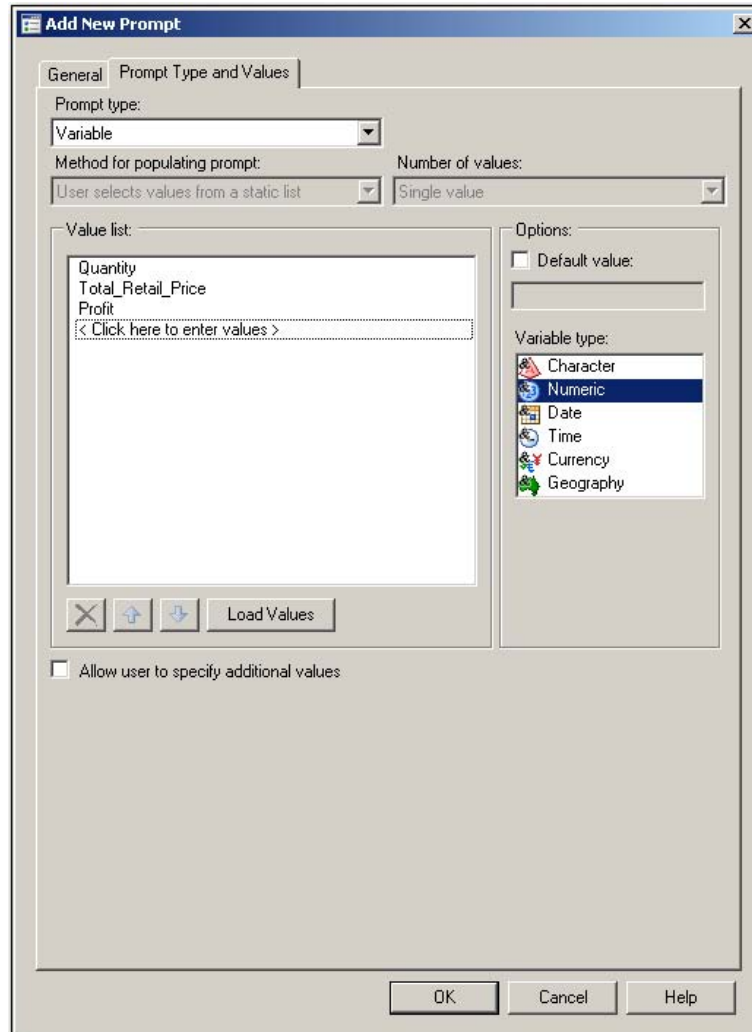 Add New Prompt
General Prompt Type and Values
Prompt type:
Variable
Method for populating prompt: Number of values:
User selects values from a static list Single value
Value list:
Quantity
Total_Retail_Price
Profit
< Click here to enter values >
Load Values
Options:
Default value:
Variable type:
Character
Numeric
Date
Time
Currency
Geography
Allow user to specify additional values
OK Cancel Help